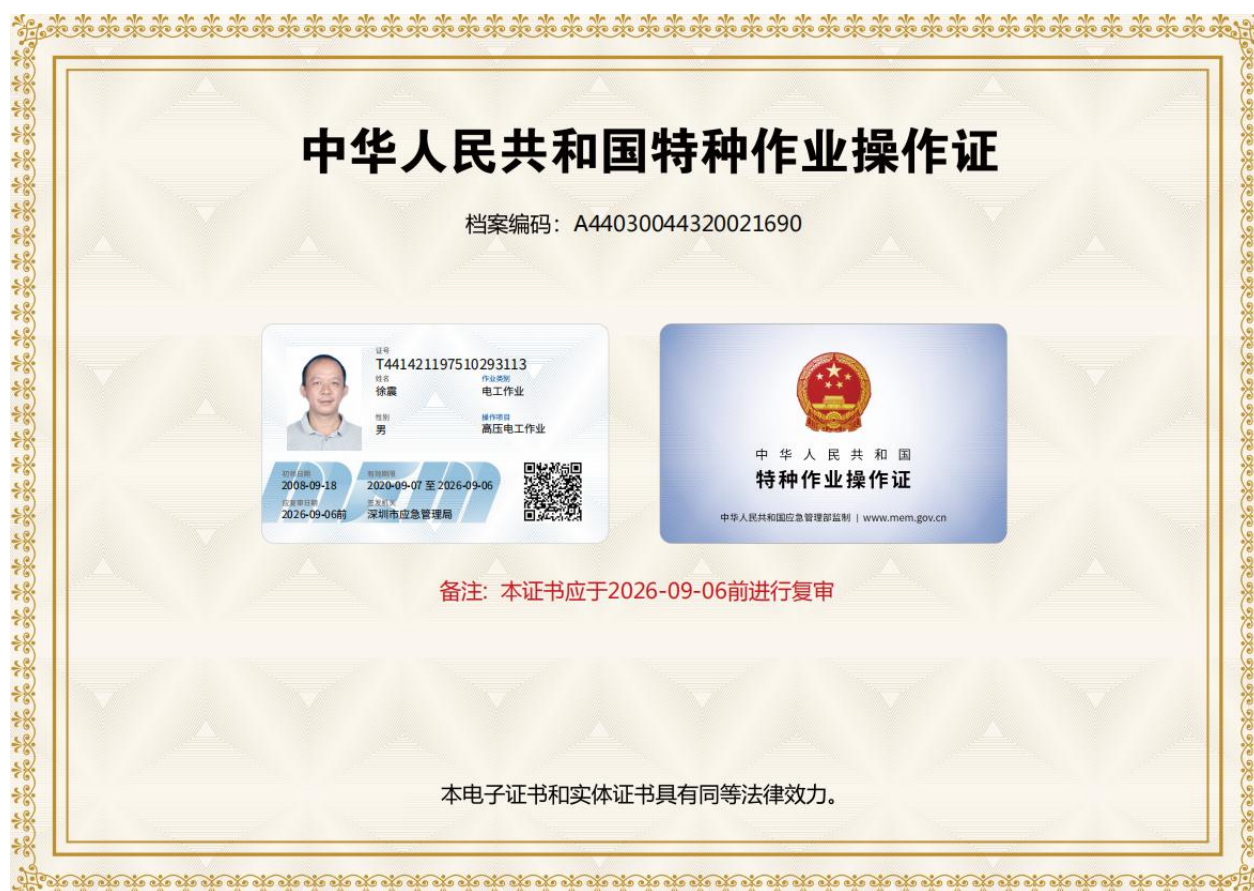 中华人民共和国特种作业操作证
档案编码：A44030044320021690
证号
T441421197510293113
姓名
徐震
作业类别
电工作业
性别
男
操作项目
高压电工作业
初领日期
2008-09-18
有效期限
2020-09-07 至 2026-09-06
应复审日期
2026-09-06前
签发机关
深圳市应急管理局
MEM
中华人民共和国
特种作业操作证
中华人民共和国应急管理部监制 | www.mem.gov.cn
备注: 本证书应于2026-09-06前进行复审
本电子证书和实体证书具有同等法律效力。